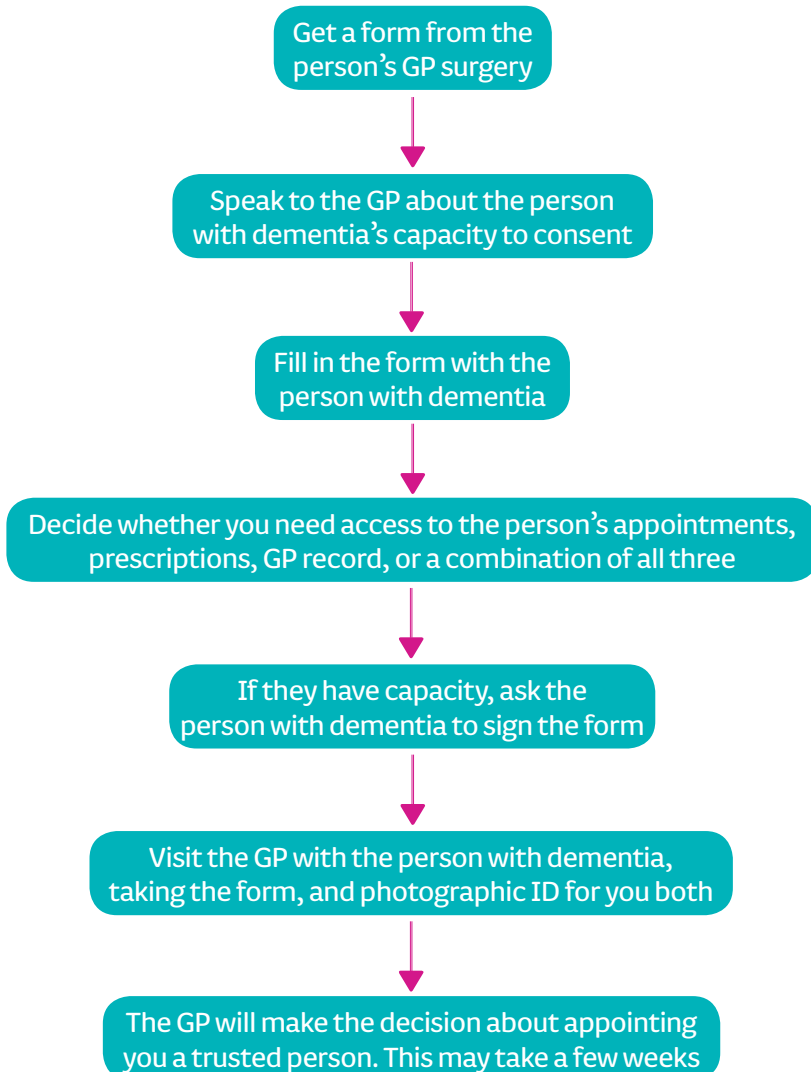 Get a form from the
person’s GP surgery
Speak to the GP about the person
with dementia’s capacity to consent
Fill in the form with the
person with dementia
Decide whether you need access to the person’s appointments,
prescriptions, GP record, or a combination of all three
If they have capacity, ask the
person with dementia to sign the form
Visit the GP with the person with dementia,
taking the form, and photographic ID for you both
The GP will make the decision about appointing
you a trusted person. This may take a few weeks